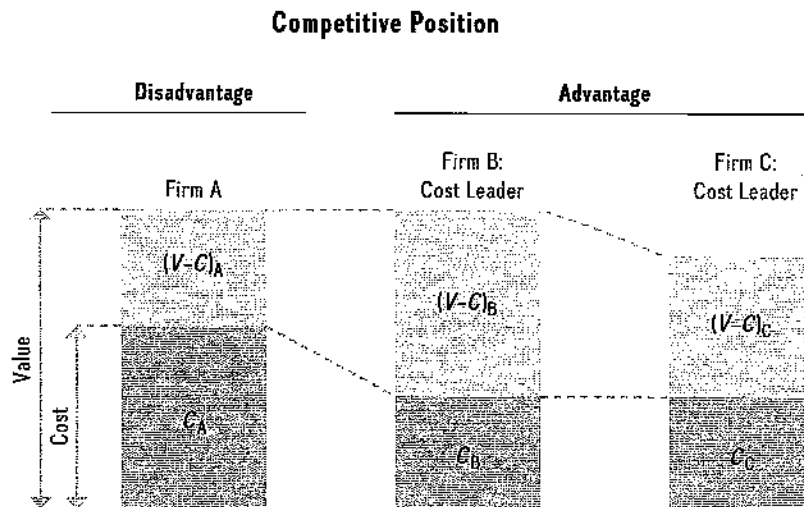 Competitive Position
Disadvantage
Advantage
Firm A
Firm B:
Cost Leader
Firm C:
Cost Leader
(V–C)A
(V–C)B
(V–C)C
Value
Cost
CA
CB
CC